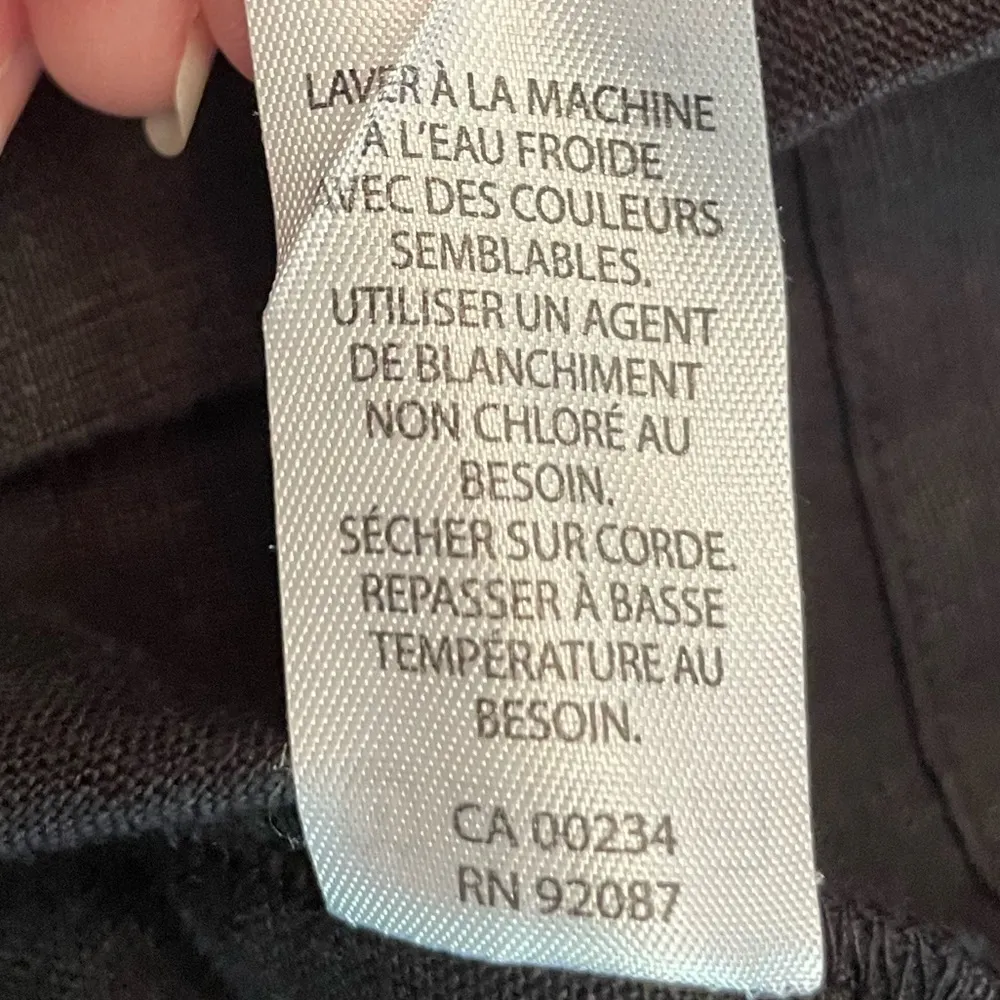 LAVER À LA MACHINE
À L'EAU FROIDE
AVEC DES COULEURS
SEMBLABLES.
UTILISER UN AGENT
DE BLANCHIMENT
NON CHLORÉ AU
BESOIN.
SÉCHER SUR CORDE.
REPASSER À BASSE
TEMPÉRATURE AU
BESOIN.
CA 00234
RN 92087